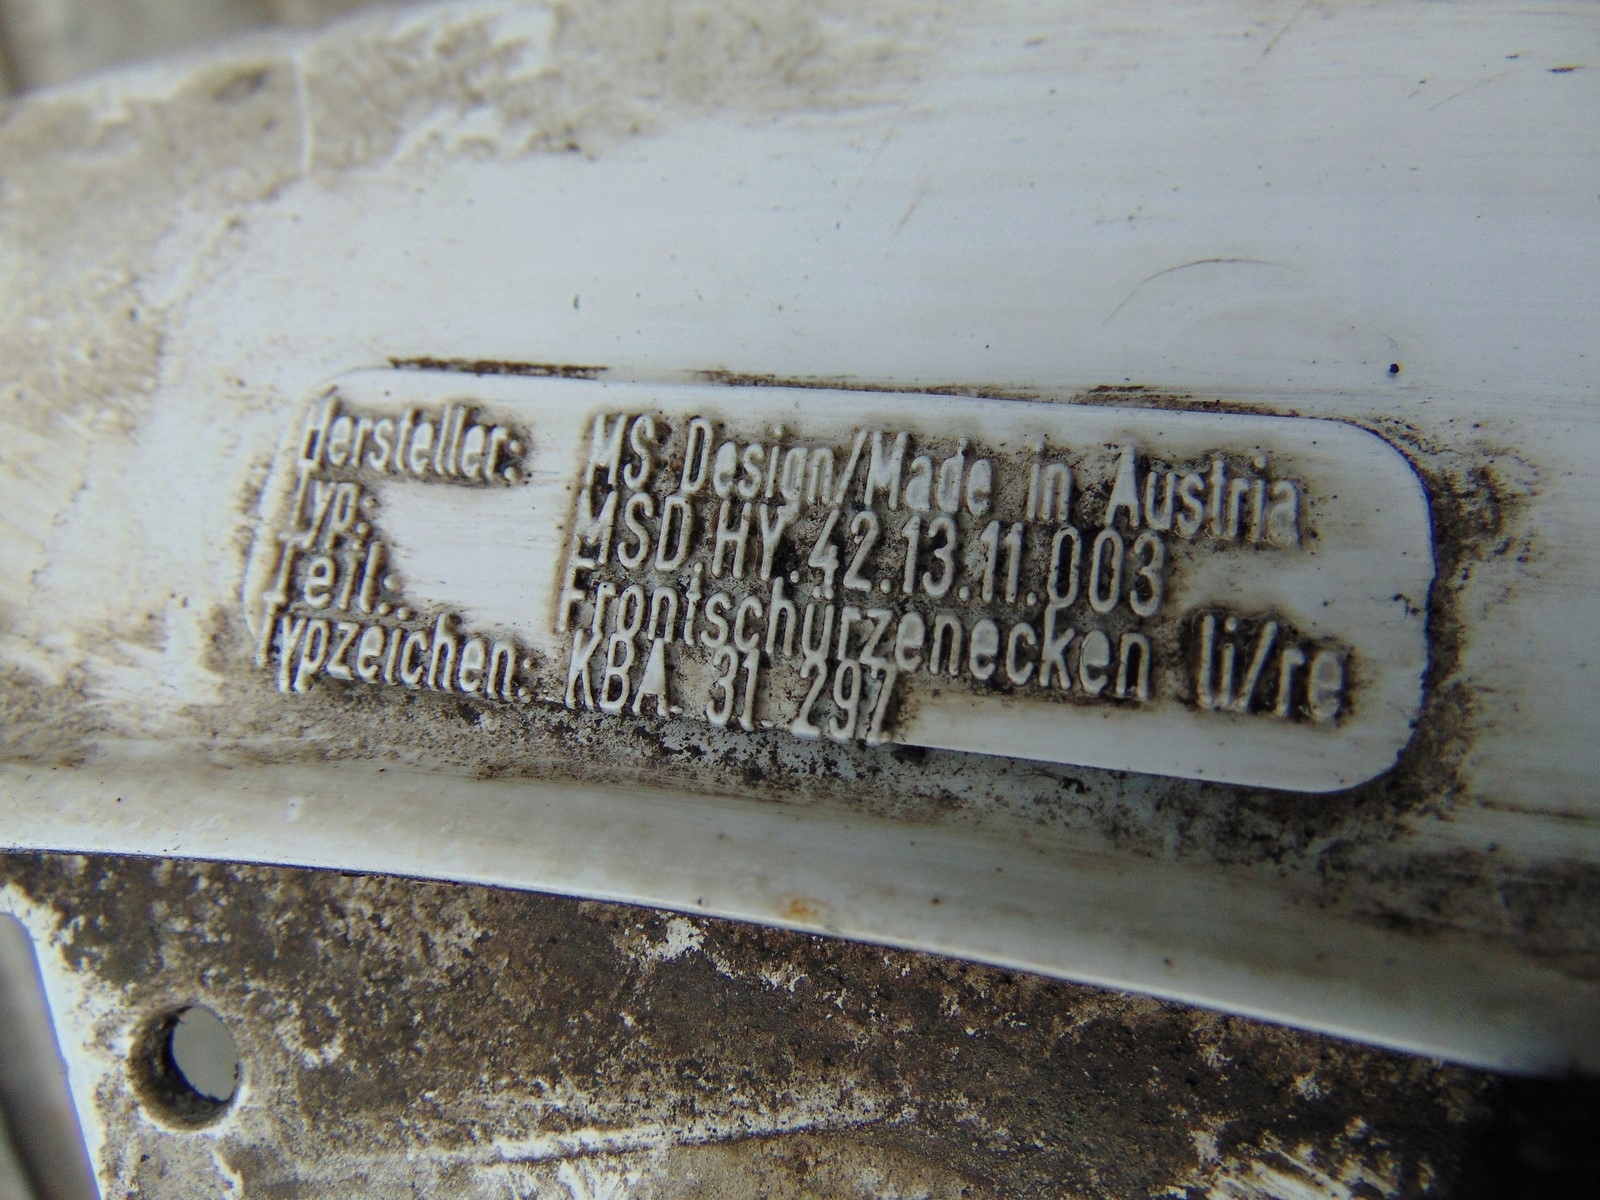 Hersteller: MS Design/Made in Austria
Typ: MSD.HY.42.13.11.003
Teil.: Frontschürzenecken li/re
Typzeichen: KBA 31 297